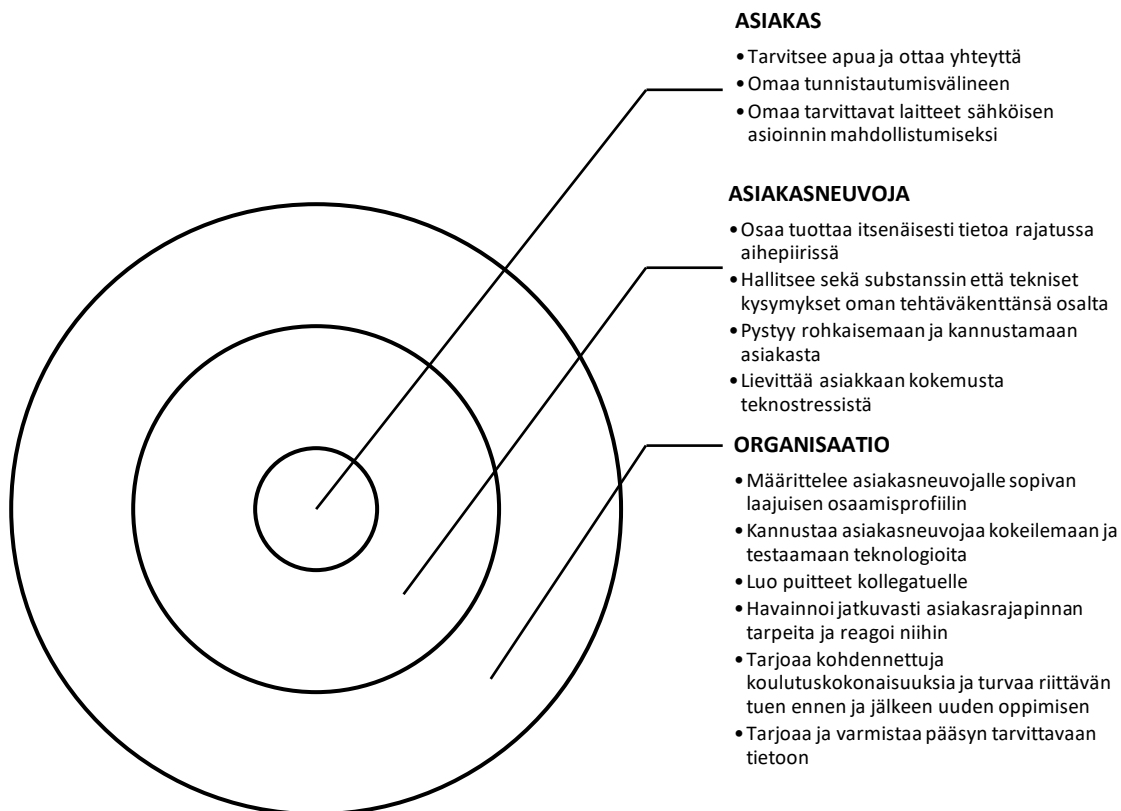 ASIAKAS
•Tarvitsee apua ja ottaa yhteyttä
•Omaa tunnistautumisvälineen
•Omaa tarvittavat laitteet sähköisen
asioinnin mahdollistumiseksi
ASIAKASNEUVOJA
•Osaa tuottaa itsenäisesti tietoa rajatussa
aihepiirissä
•Hallitsee sekä substanssin että tekniset
kysymykset oman tehtäväkenttänsä osalta
•Pystyy rohkaisemaan ja kannustamaan
asiakasta
•Lievittää asiakkaan kokemusta
teknostressistä
ORGANISAATIO
•Määrittelee asiakasneuvojalle sopivan
laajuisen osaamisprofiilin
•Kannustaa asiakasneuvojaa kokeilemaan ja
testaamaan teknologioita
•Luo puitteet kollegatuelle
•Havainnoi jatkuvasti asiakasrajapinnan
tarpeita ja reagoi niihin
•Tarjoaa kohdennettuja
koulutuskokonaisuuksia ja turvaa riittävän
tuen ennen ja jälkeen uuden oppimisen
•Tarjoaa ja varmistaa pääsyn tarvittavaan
tietoon